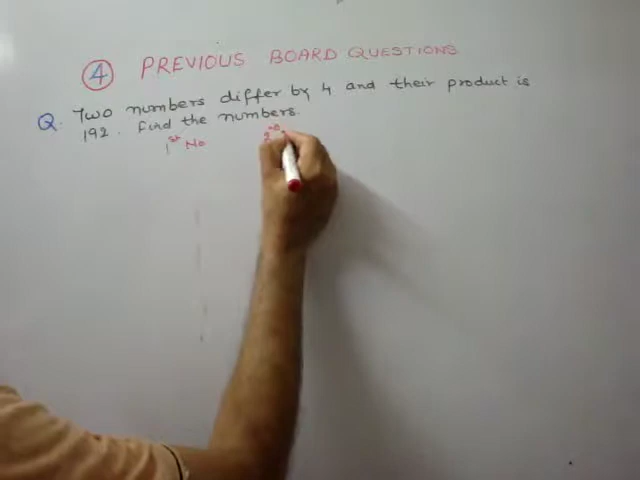 4 PREVIOUS BOARD QUESTIONS
Q. Two numbers differ by 4 and their product is
192. Find the numbers.
1st No 2nd